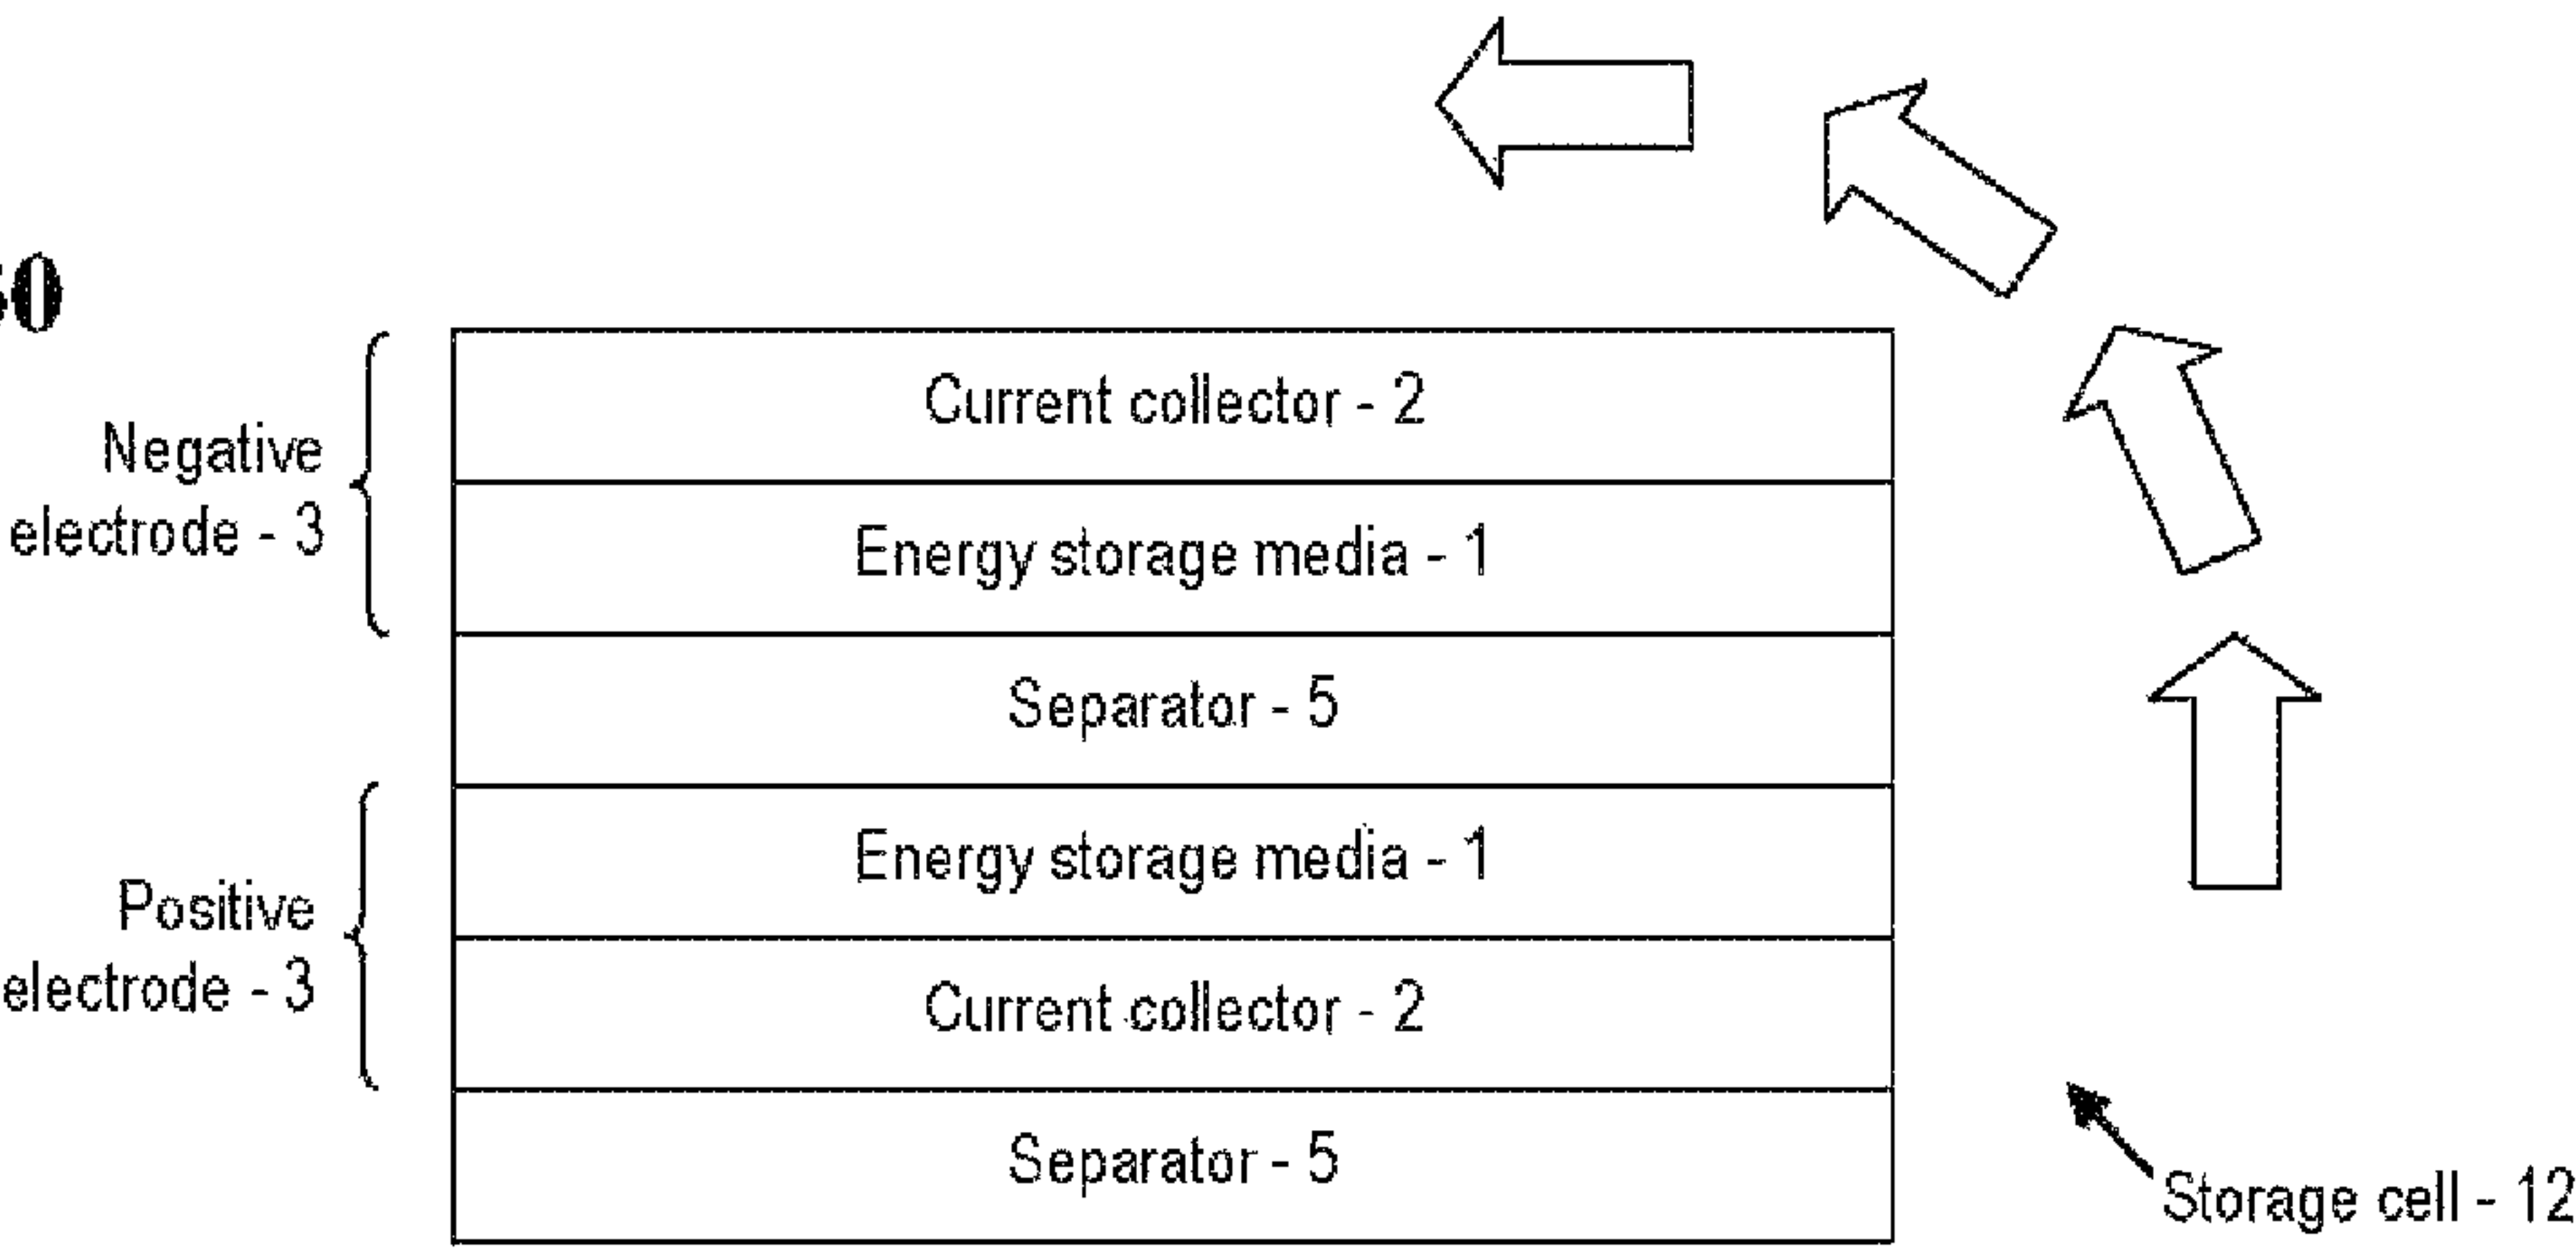 Current collector - 2
Negative
electrode - 3
Energy storage media - 1
Separator - 5
Energy storage media - 1
Positive
electrode - 3
Current collector - 2
Separator - 5
Storage cell - 12